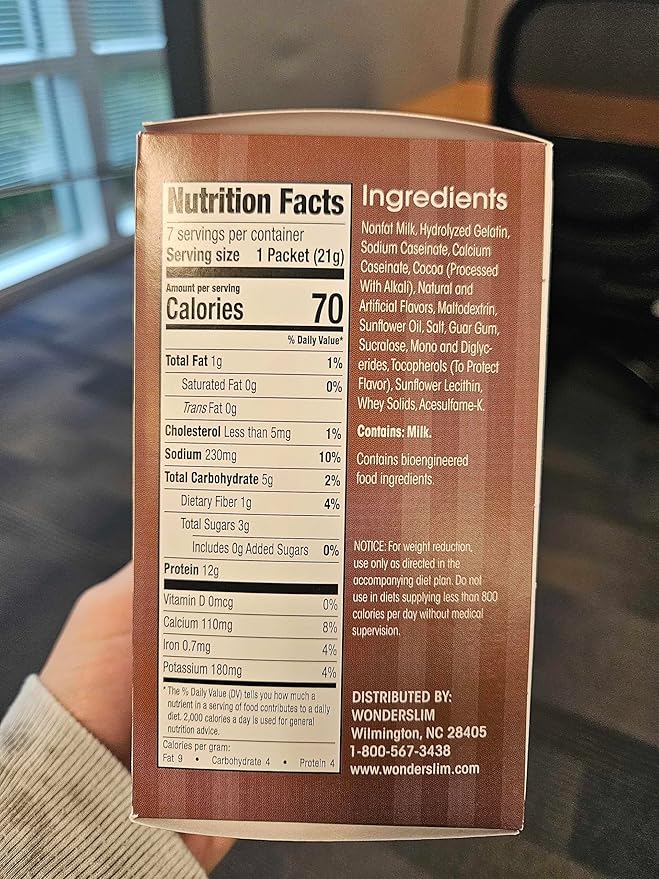 Nutrition Facts
7 servings per container
Serving size 1 Packet (21g)
Amount per serving
Calories 70
% Daily Value*
Total Fat 1g 1%
Saturated Fat 0g 0%
Trans Fat 0g
Cholesterol Less than 5mg 1%
Sodium 230mg 10%
Total Carbohydrate 5g 2%
Dietary Fiber 1g 4%
Total Sugars 3g
Includes 0g Added Sugars 0%
Protein 12g
Vitamin D 0mcg 0%
Calcium 110mg 8%
Iron 0.7mg 4%
Potassium 180mg 4%
* The % Daily Value (DV) tells you how much a
nutrient in a serving of food contributes to a daily
diet. 2,000 calories a day is used for general
nutrition advice.
Calories per gram:
Fat 9 • Carbohydrate 4 • Protein 4
Ingredients
Nonfat Milk, Hydrolyzed Gelatin,
Sodium Caseinate, Calcium
Caseinate, Cocoa (Processed
With Alkali), Natural and
Artificial Flavors, Maltodextrin,
Sunflower Oil, Salt, Guar Gum,
Sucralose, Mono and Diglyc-
erides, Tocopherols (To Protect
Flavor), Sunflower Lecithin,
Whey Solids, Acesulfame-K.
Contains: Milk.
Contains bioengineered
food ingredients.
NOTICE: For weight reduction,
use only as directed in the
accompanying diet plan. Do not
use in diets supplying less than 800
calories per day without medical
supervision.
DISTRIBUTED BY:
WONDERSLIM
Wilmington, NC 28405
1-800-567-3438
www.wonderslim.com